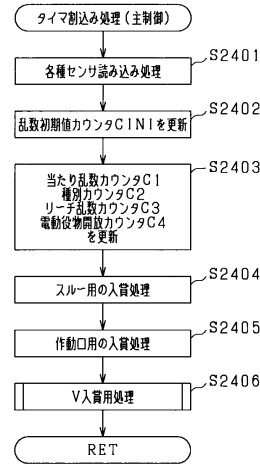 タイマ割込み処理(主制御)
S2401
各種センサ読み込み処理
S2402
乱数初期値カウンタCINIを更新
S2403
当たり乱数カウンタC1
種別カウンタC2
リーチ乱数カウンタC3
電動役物開放カウンタC4
を更新
S2404
スルー用の入賞処理
S2405
作動口用の入賞処理
S2406
V入賞用処理
RET